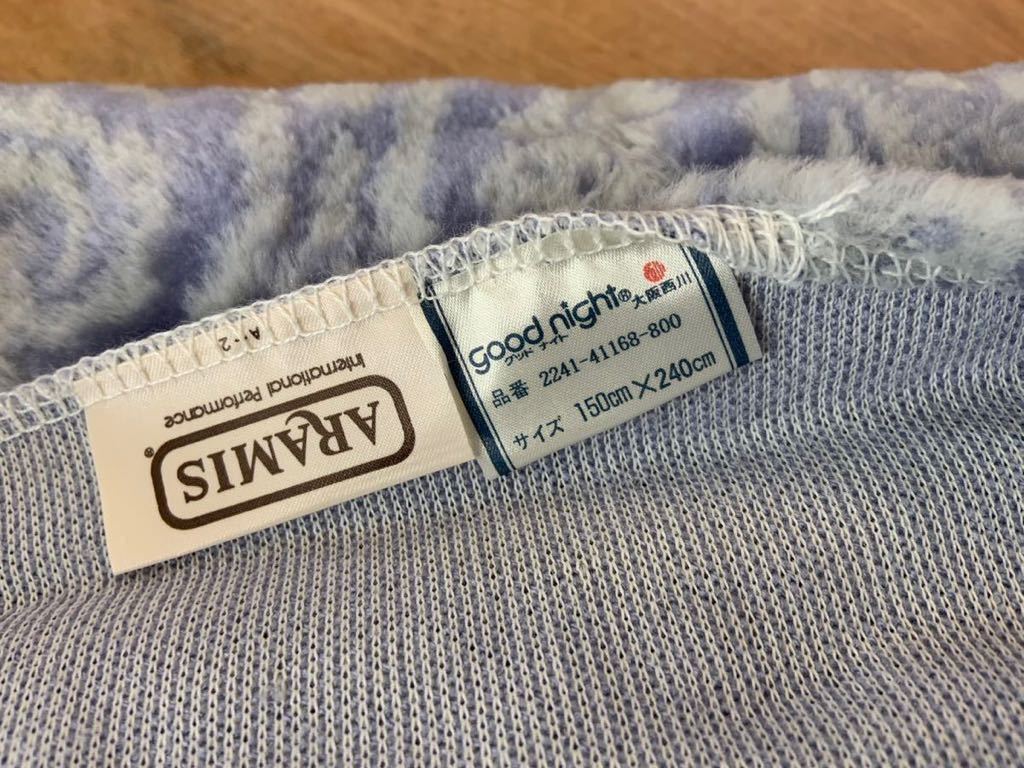 A-2
International Performance
ARAMIS®
good night® 大阪西川
グッド ナイト
品番 2241-41168-800
サイズ 150cm×240cm